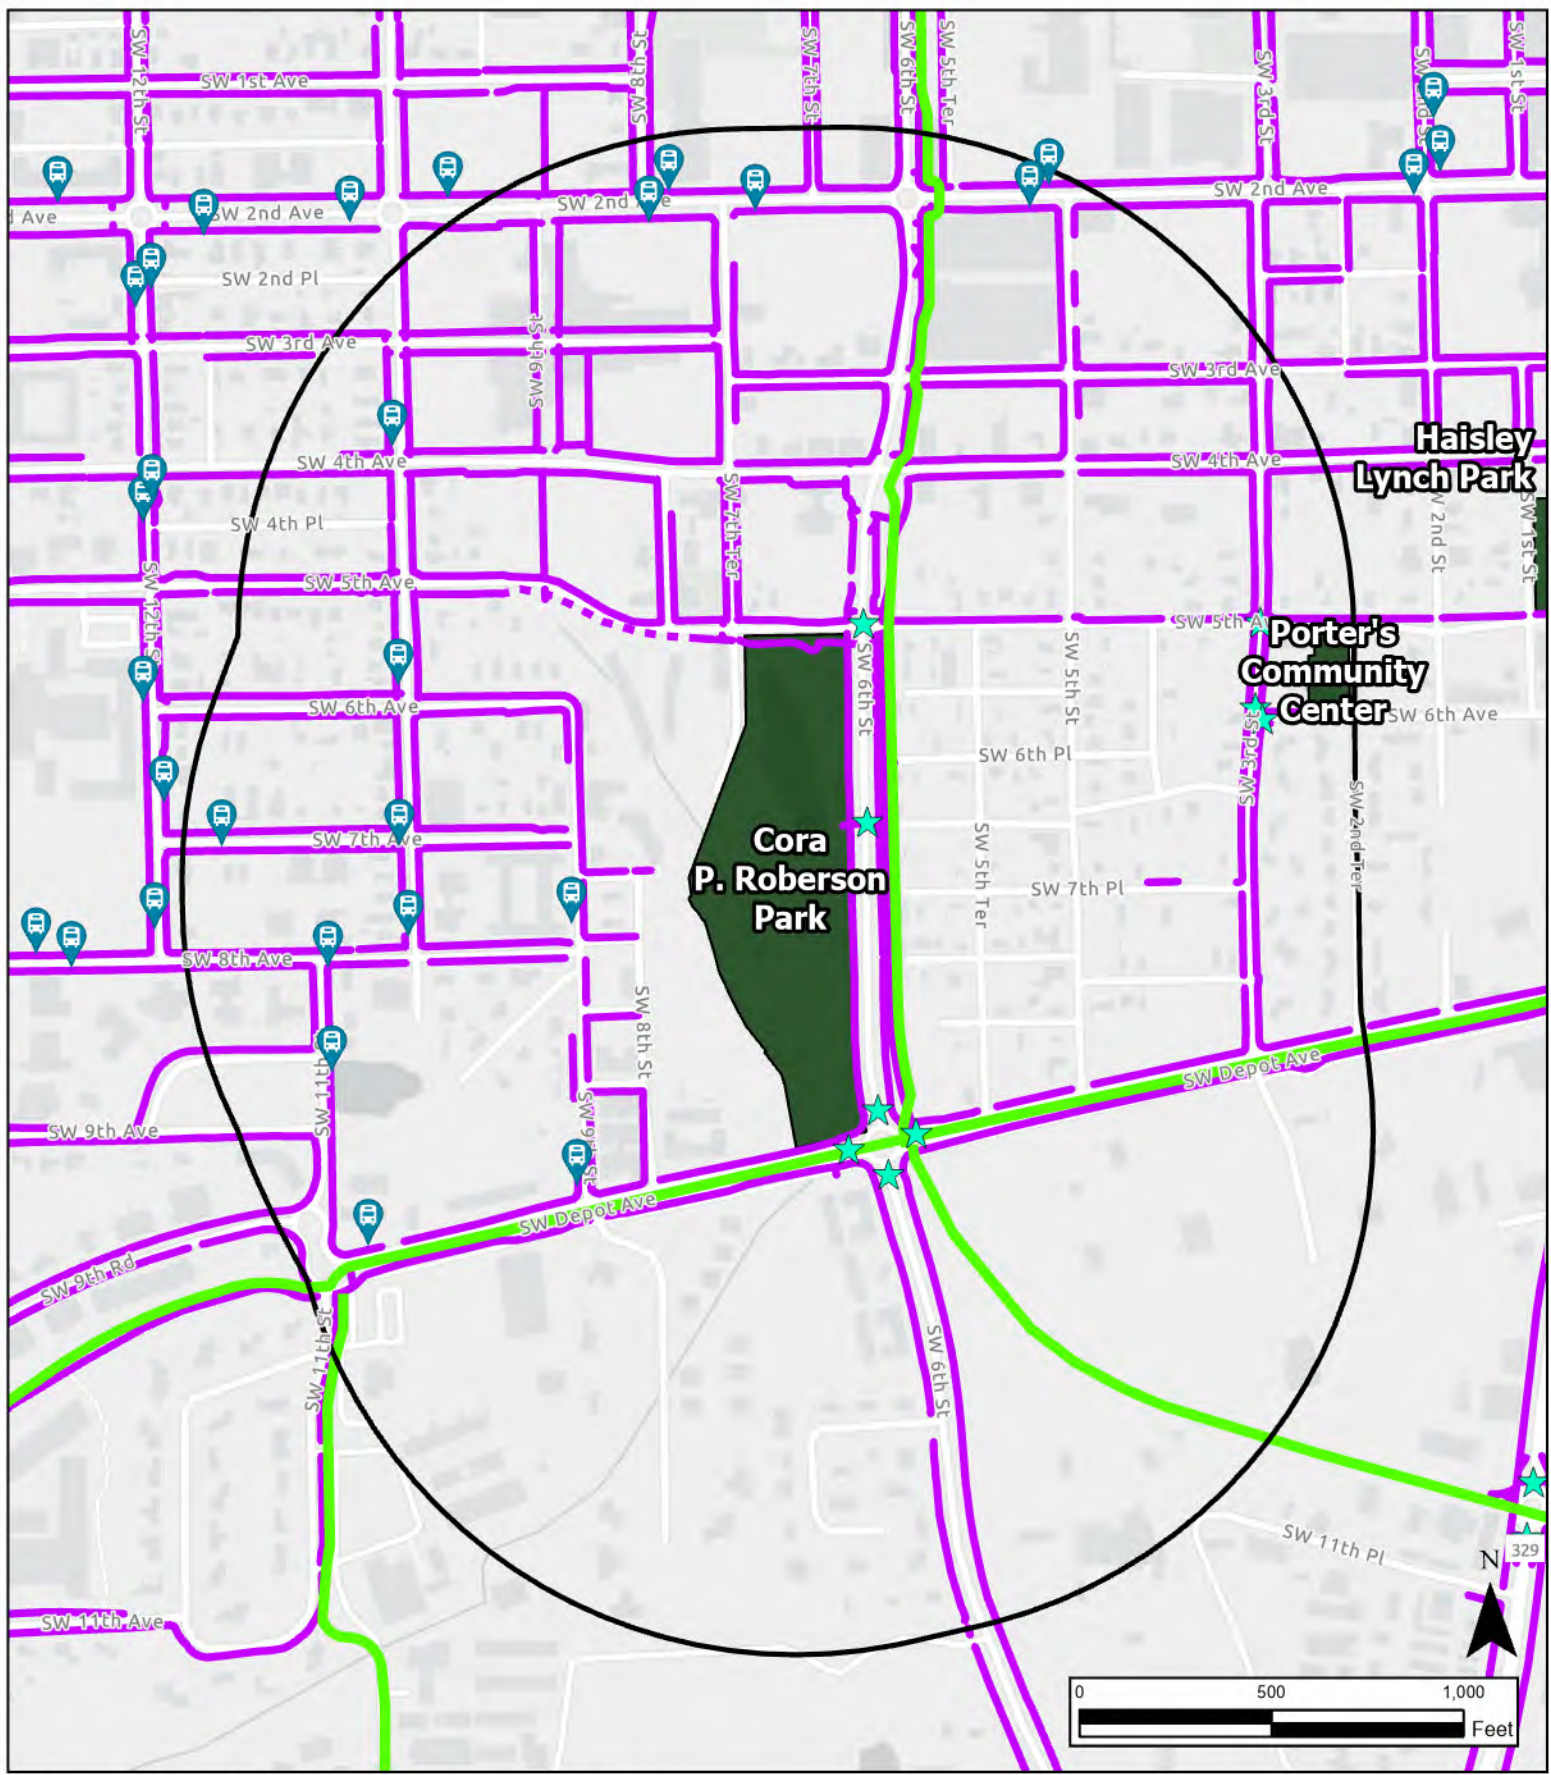 SW 12th St
SW 1st Ave
SW 8th St
SW 7th St
SW 6th St
SW 5th Ter
SW 3rd St
SW 1st St
SW 2nd Ave
SW 2nd
SW 2nd Ave
d Ave
SW 2nd Pl
SW 3rd Ave
SW 9th St
SW 3rd Ave
SW 4th Ave
SW 4th Ave
Haisley
Lynch Park
SW 4th Pl
SW 7th Ter
W 2nd St
SW 1st St
SW 5th Ave
SW 12th S
SW 5th Av
Porter's
Community
Center
SW 6th St
SW 5th St
SW 6th Ave
SW 6th Ave
SW 6th Pl
SW 3rd St
SW 2nd Ter
SW 7th Ave
Cora
P. Roberson
Park
SW 5th Ter
SW 7th Pl
SW 8th Ave
SW 8th St
SW 11th
SW 9th St
SW Depot Ave
SW 9th Ave
SW Depot Ave
SW 9th Rd
SW 11th St
SW 6th St
SW 11th Pl
329
N
SW 11th Ave
0 500 1,000
Feet